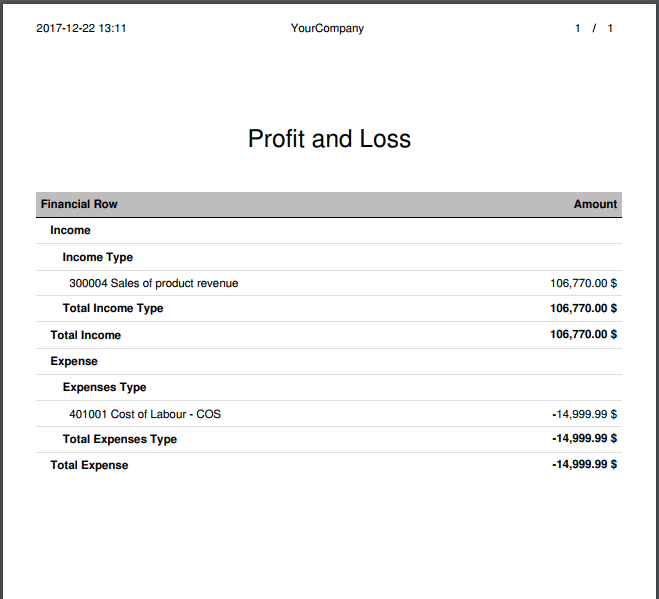 2017-12-22 13:11 YourCompany 1 / 1
Profit and Loss
Financial Row Amount
Income
Income Type
300004 Sales of product revenue 106,770.00 $
Total Income Type 106,770.00 $
Total Income 106,770.00 $
Expense
Expenses Type
401001 Cost of Labour - COS -14,999.99 $
Total Expenses Type -14,999.99 $
Total Expense -14,999.99 $